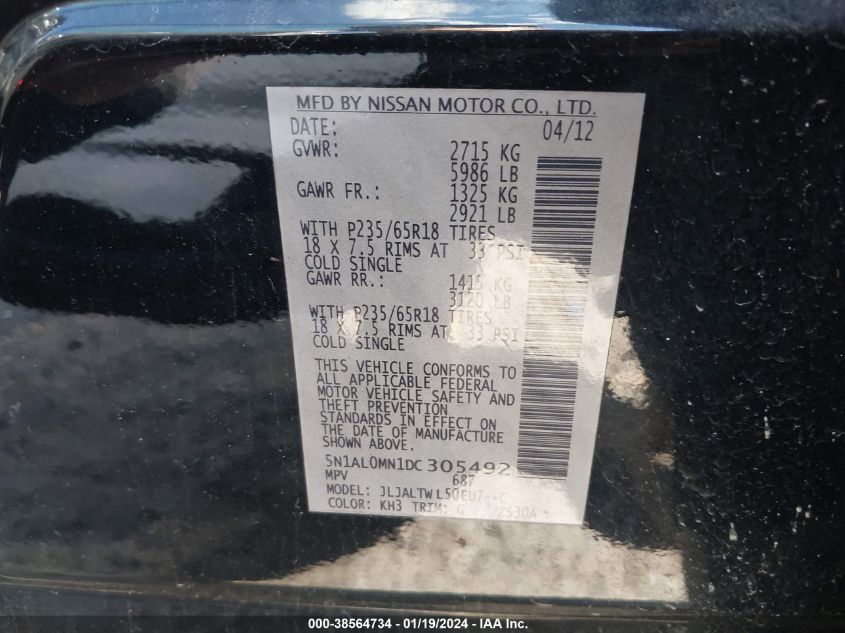 MFD BY NISSAN MOTOR CO., LTD.
DATE: 04/12
GVWR: 2715 KG
5986 LB
GAWR FR.: 1325 KG
2921 LB
WITH P235/65R18 TIRES
18 X 7.5 RIMS AT 33 PSI
COLD SINGLE
GAWR RR.: 1415 KG
3120 LB
WITH P235/65R18 TIRES
18 X 7.5 RIMS AT 33 PSI
COLD SINGLE
THIS VEHICLE CONFORMS TO
ALL APPLICABLE FEDERAL
MOTOR VEHICLE SAFETY AND
THEFT PREVENTION
STANDARDS IN EFFECT ON
THE DATE OF MANUFACTURE
SHOWN ABOVE.
5N1AL0MN1DC 305492
MPV 687
MODEL:
COLOR: KH3 TRIM: G
000-38564734 - 01/19/2024 - IAA Inc.